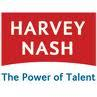 HARVEY
NASH
The Power of Talent